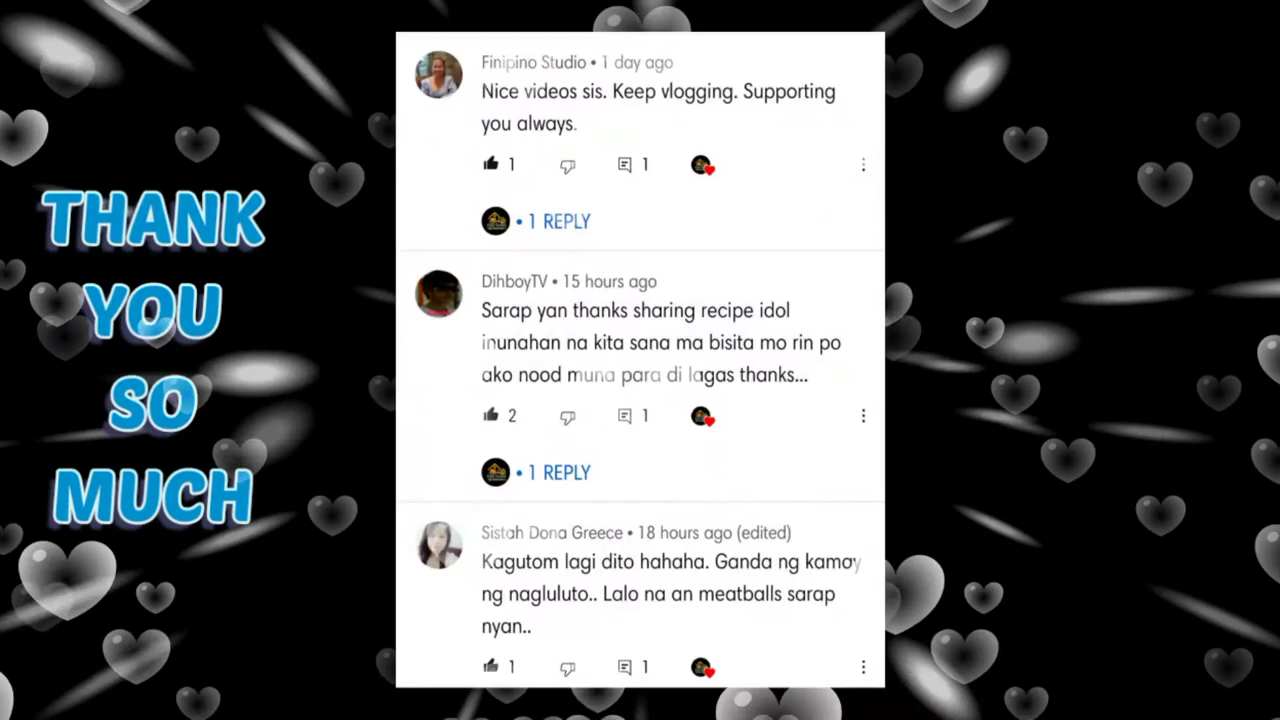 THANK
YOU
SO
MUCH
Finipino Studio • 1 day ago
Nice videos sis. Keep vlogging. Supporting
you always.
1
1
• 1 REPLY
DihboyTV • 15 hours ago
Sarap yan thanks sharing recipe idol
inunahan na kita sana ma bisita mo rin po
ako nood muna para di lagas thanks...
2
1
• 1 REPLY
Sistah Dona Greece • 18 hours ago (edited)
Kagutom lagi dito hahaha. Ganda ng kamay
ng nagluluto.. Lalo na an meatballs sarap
nyan..
1
1